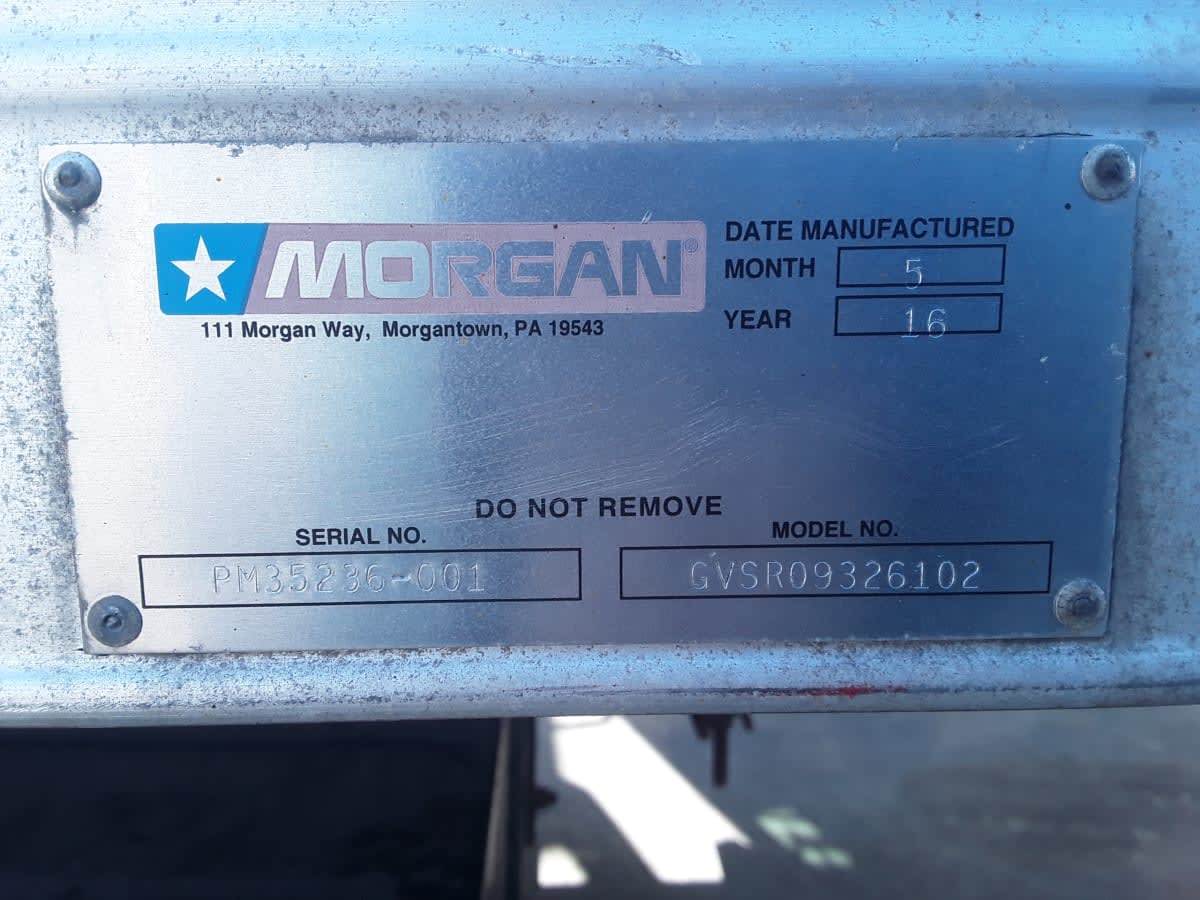 MORGAN®
111 Morgan Way, Morgantown, PA 19543
DATE MANUFACTURED
MONTH 5
YEAR 16
DO NOT REMOVE
SERIAL NO.
PM35236-001
MODEL NO.
GVSR09326102